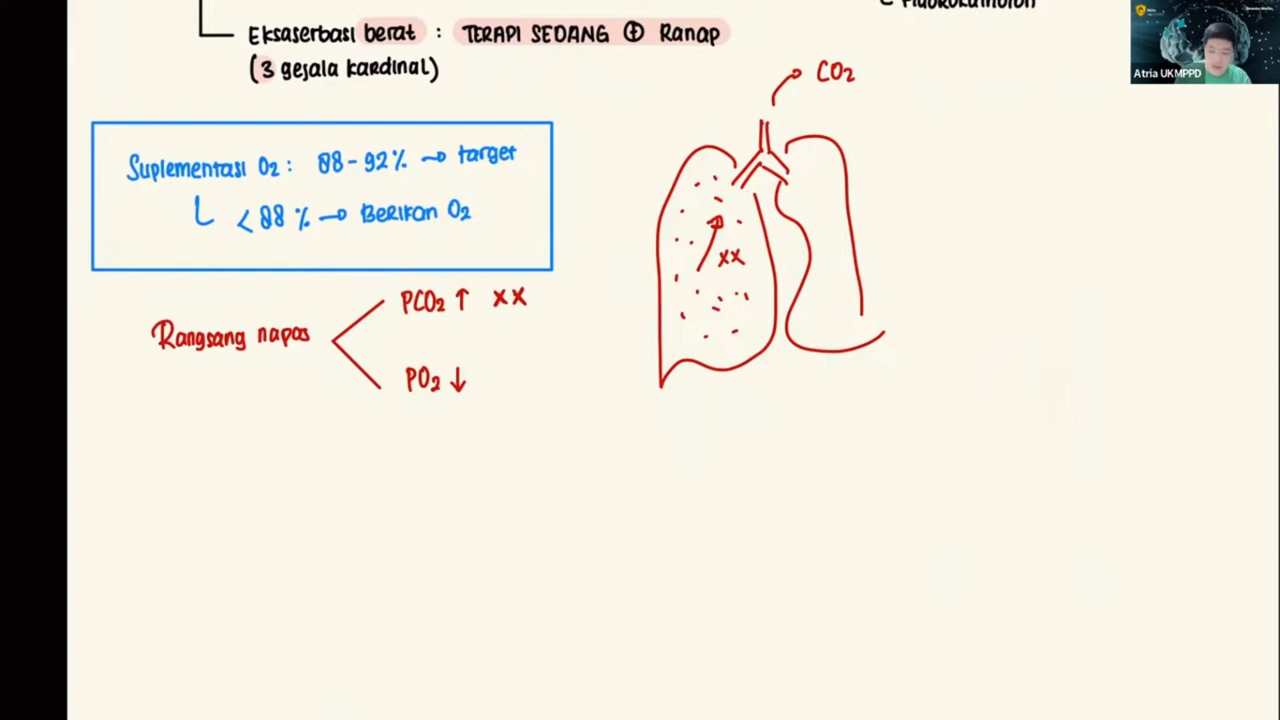 Eksaserbasi berat : TERAPI SEDANG ⊕ Ranap
(3 gejala kardinal)
CO2
Atria UKMPPD
Suplementasi O2 : 88 - 92 % → target
< 88 % → BERIKAN O2
xx
PCO2 ↑ xx
Rangsang napas
PO2 ↓